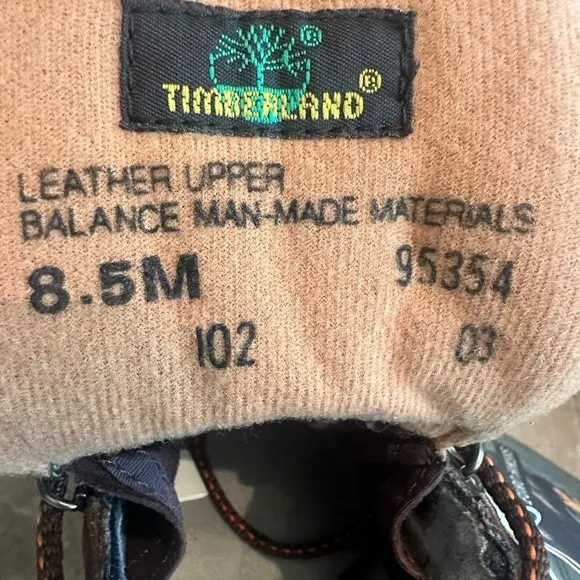 ®
TIMBERLAND®
LEATHER UPPER
BALANCE MAN-MADE MATERIALS
8.5M 95354
102 03